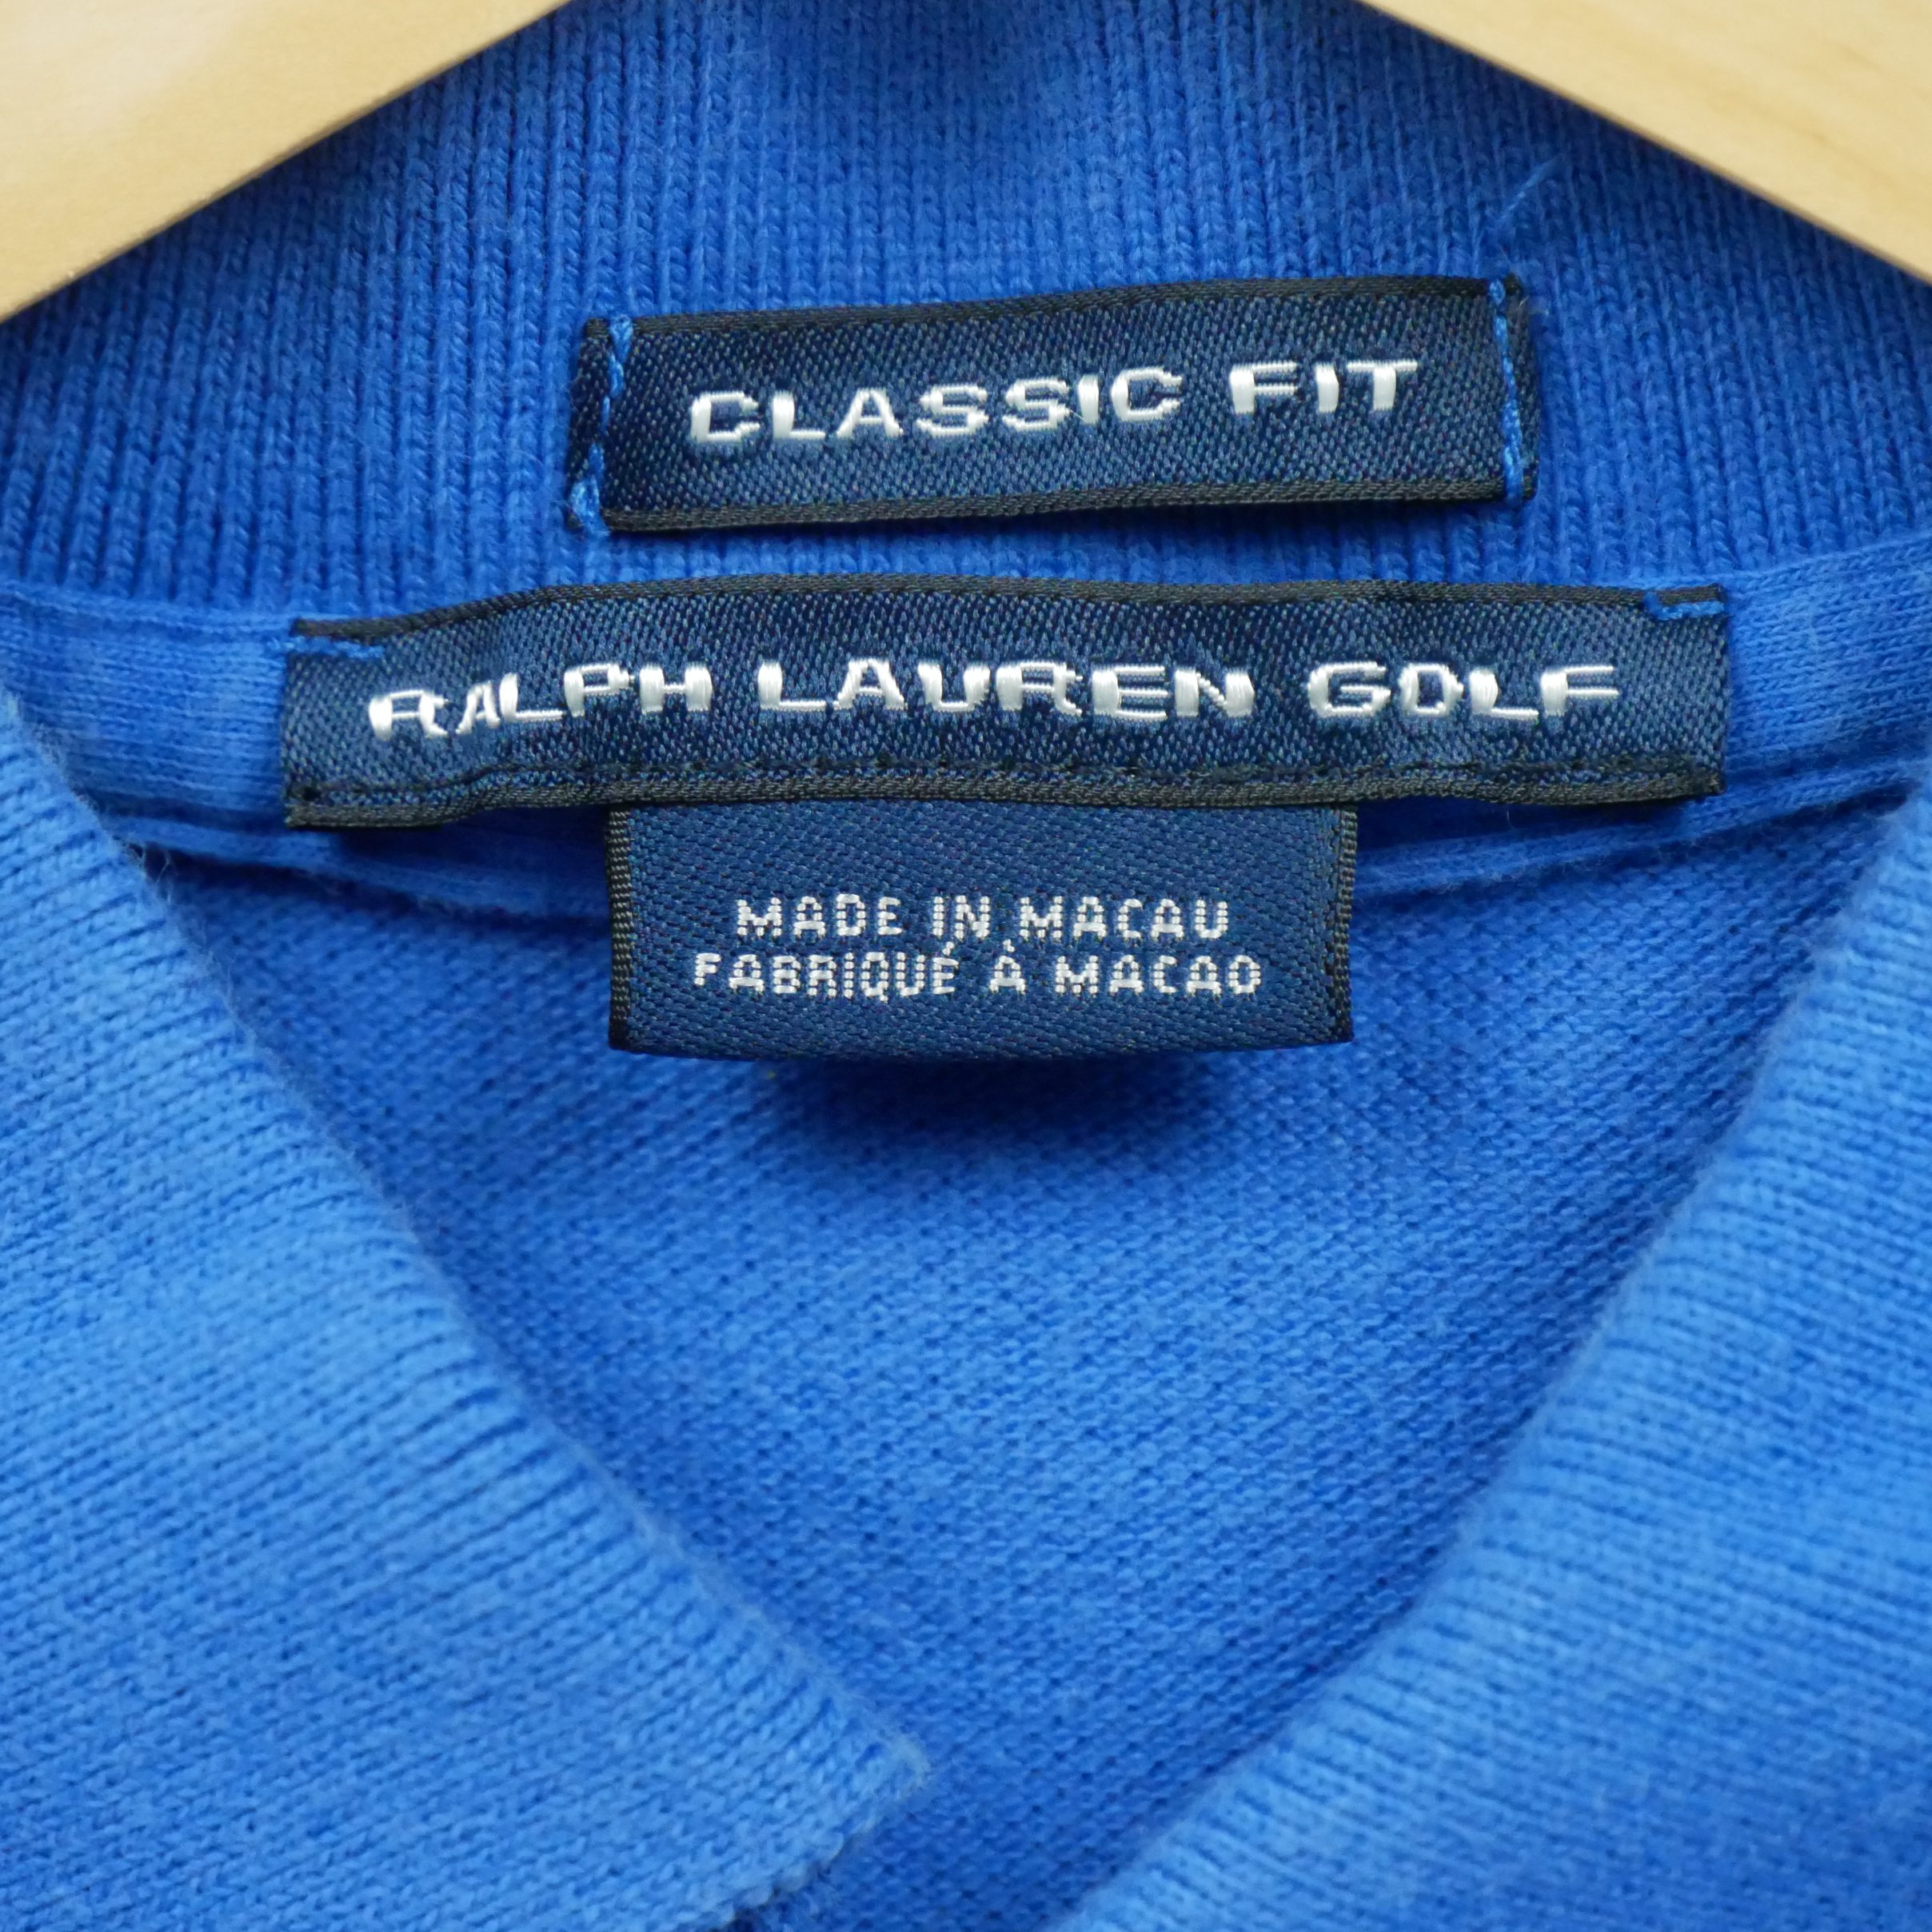 CLASSIC FIT
RALPH LAUREN GOLF
MADE IN MACAU
FABRIQUÉ À MACAO